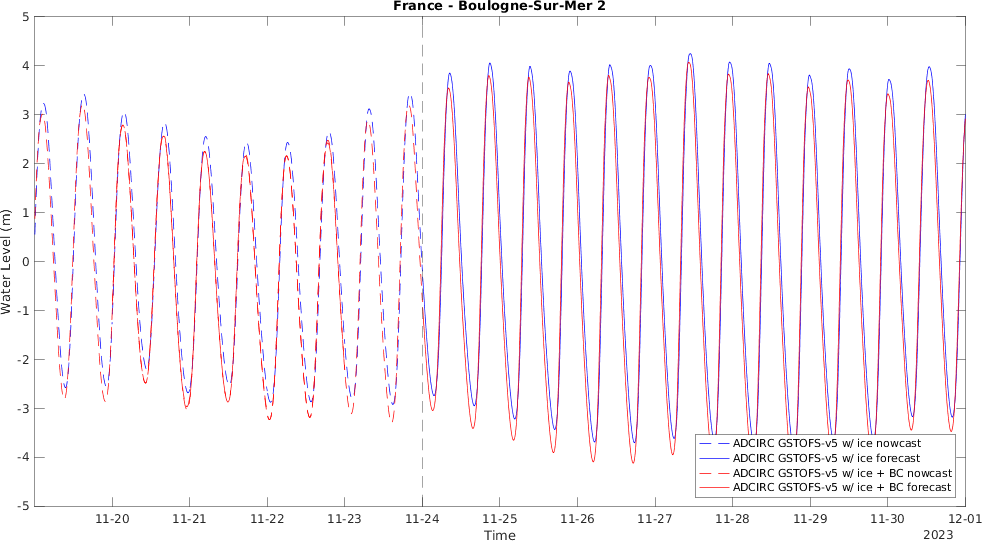 France - Boulogne-Sur-Mer 2
5
4
3
2
1
0
-1
-2
-3
-4
-5
Water Level (m)
ADCIRC GSTOFS-v5 w/ ice nowcast
ADCIRC GSTOFS-v5 w/ ice forecast
ADCIRC GSTOFS-v5 w/ ice + BC nowcast
ADCIRC GSTOFS-v5 w/ ice + BC forecast
11-20 11-21 11-22 11-23 11-24 11-25 11-26 11-27 11-28 11-29 11-30 12-01
Time
2023